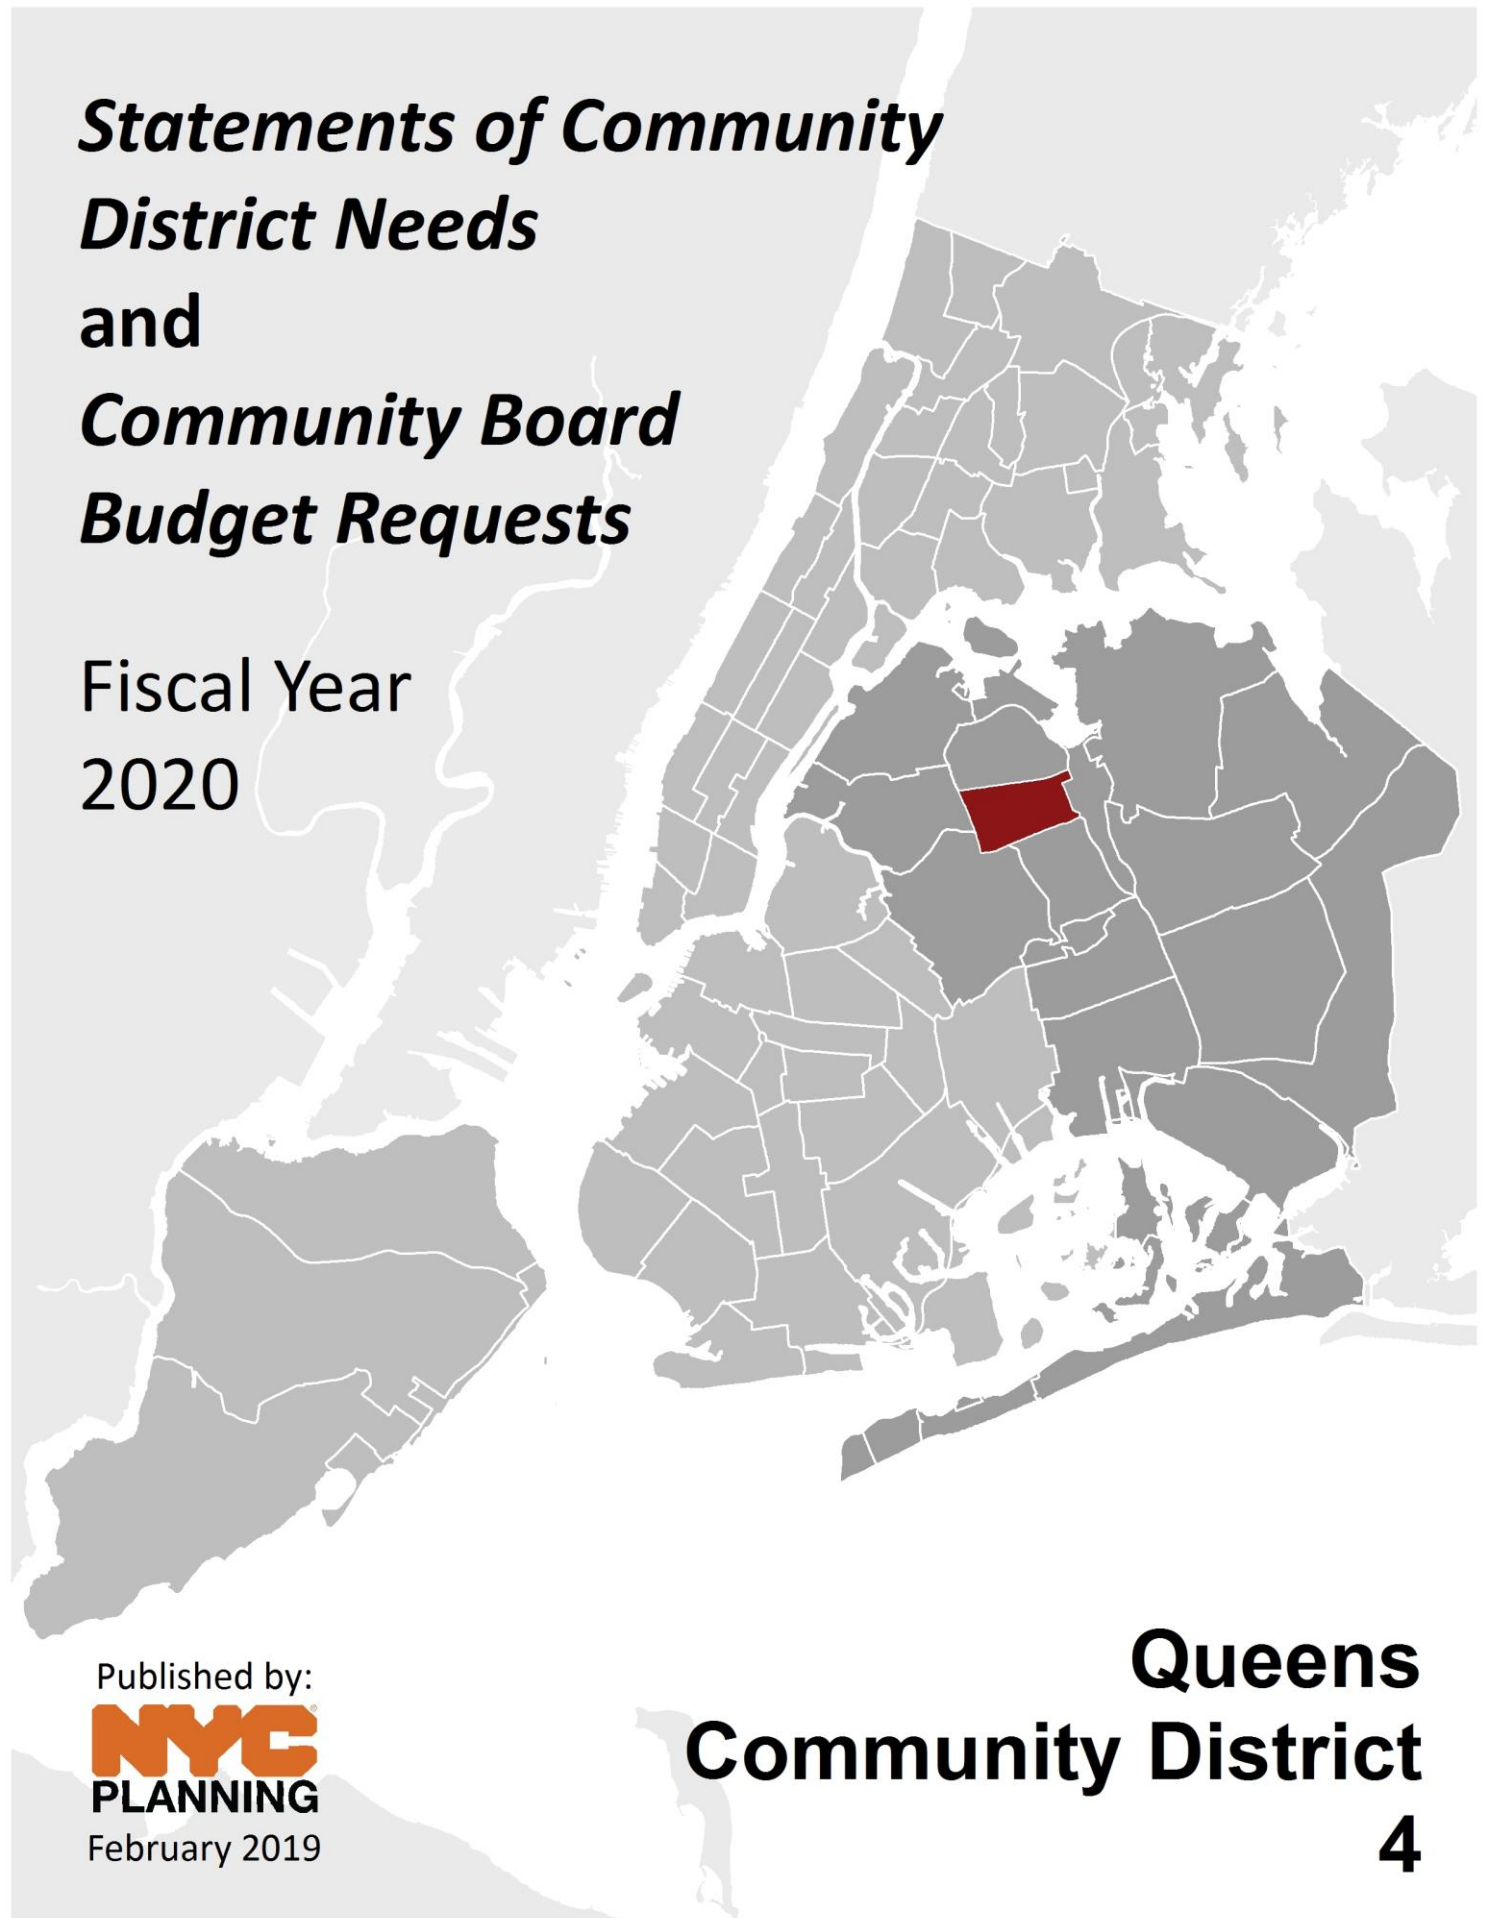 Statements of Community
District Needs
and
Community Board
Budget Requests
Fiscal Year
2020
Published by:
NYC
PLANNING
February 2019
Queens
Community District
4